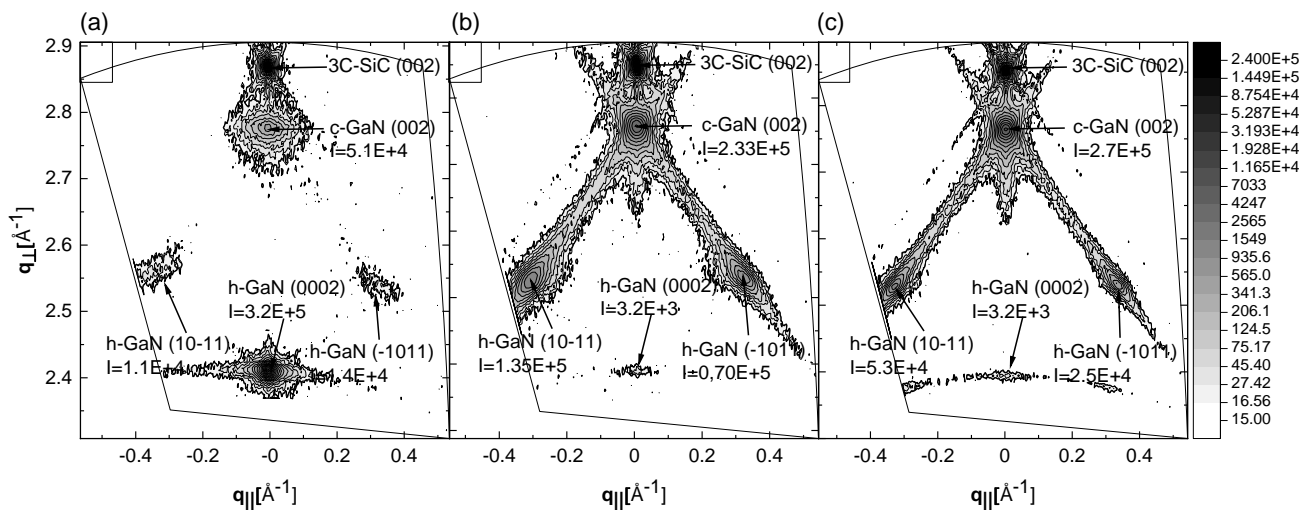 (a)
2.9
2.8
2.7
2.6
2.5
2.4
q⊥[Å-1]
3C-SiC (002)
c-GaN (002)
I=5.1E+4
h-GaN (0002)
I=3.2E+5
h-GaN (10-11)
I=1.1E+4
h-GaN (-1011)
I=1.4E+4
-0.4
-0.2
-0
0.2
0.4
q||[Å-1]
(b)
3C-SiC (002)
c-GaN (002)
I=2.33E+5
h-GaN (0002)
I=3.2E+3
h-GaN (10-11)
I=1.35E+5
h-GaN (-1011)
I=0,70E+5
-0.4
-0.2
0
0.2
0.4
q||[Å-1]
(c)
3C-SiC (002)
c-GaN (002)
I=2.7E+5
h-GaN (0002)
I=3.2E+3
h-GaN (10-11)
I=5.3E+4
h-GaN (-1011)
I=2.5E+4
-0.4
-0.2
0
0.2
0.4
q||[Å-1]
2.400E+5
1.449E+5
8.754E+4
5.287E+4
3.193E+4
1.928E+4
1.165E+4
7033
4247
2565
1549
935.6
565.0
341.3
206.1
124.5
75.17
45.40
27.42
16.56
15.00